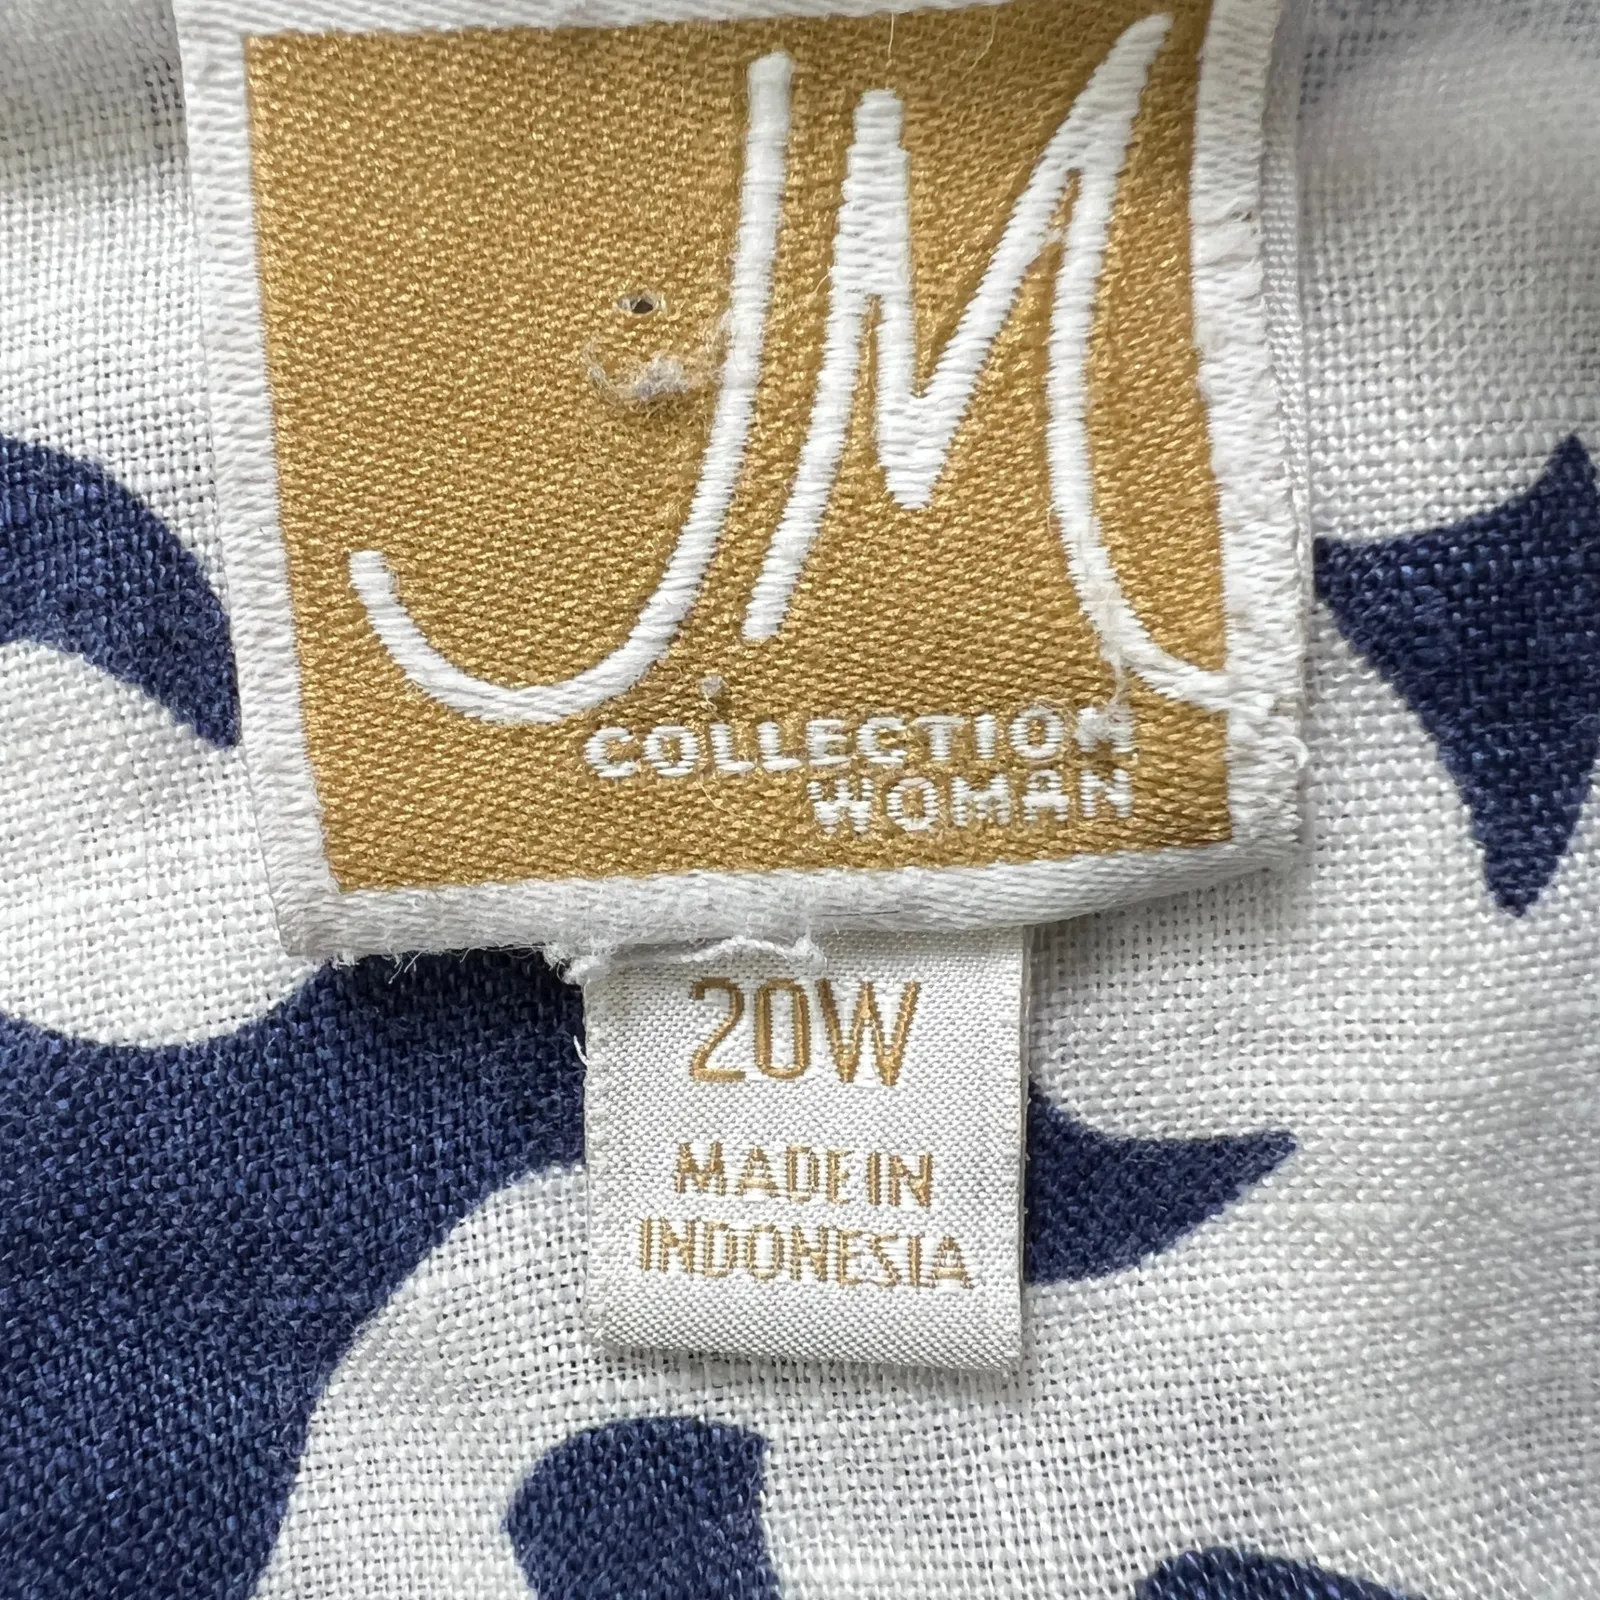 JM
COLLECTION
WOMAN
20W
MADE IN
INDONESIA